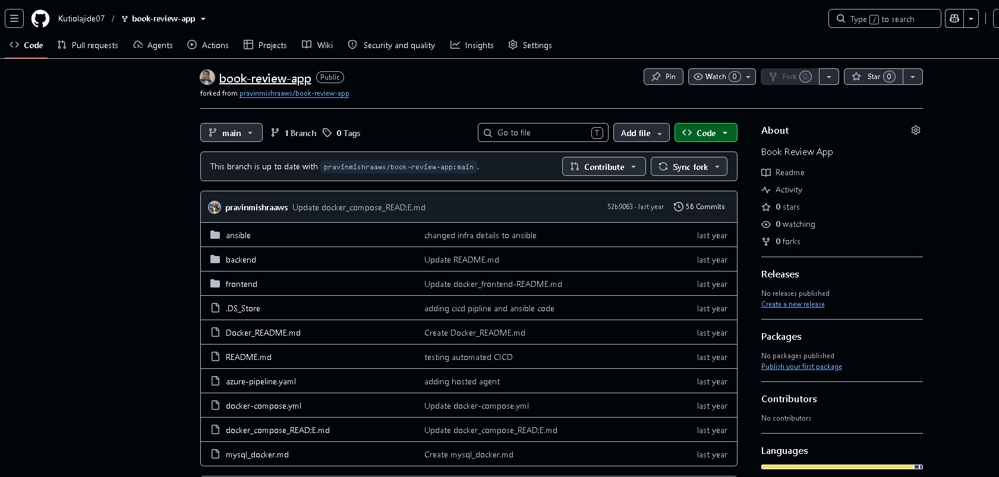 Kutiolajide07 / book-review-app
Type / to search
Code Pull requests Agents Actions Projects Wiki Security and quality Insights Settings
book-review-app Public
Pin Watch 0 Fork 0 Star 0
forked from pravinmishraaws/book-review-app
main 1 Branch 0 Tags
Go to file T Add file Code
This branch is up to date with pravinmishraaws/book-review-app:main .
Contribute Sync fork
pravinmishraaws Update docker_compose_READ;E.md 52b9063 · last year 56 Commits
ansible changed infra details to ansible last year
backend Update README.md last year
frontend Update docker_frontend-README.md last year
.DS_Store adding cicd pipline and ansible code last year
Docker_README.md Create Docker_README.md last year
README.md testing automated CICD last year
azure-pipeline.yaml adding hosted agent last year
docker-compose.yml Update docker-compose.yml last year
docker_compose_READ;E.md Update docker_compose_READ;E.md last year
mysql_docker.md Create mysql_docker.md last year
About
Book Review App
Readme
Activity
0 stars
0 watching
0 forks
Releases
No releases published
Create a new release
Packages
No packages published
Publish your first package
Contributors
No contributors
Languages